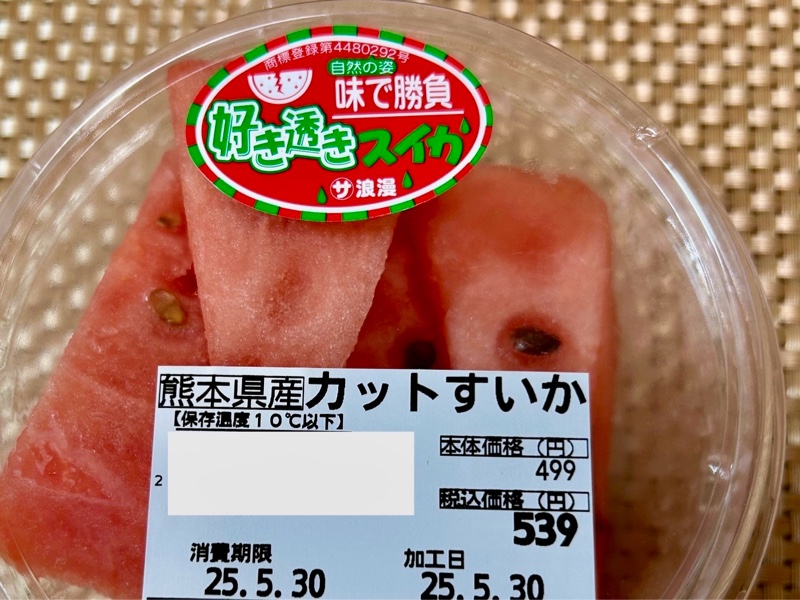 商標登録第4480292号
自然の姿
味で勝負
好き透きスイカ
サ 浪漫
熊本県産カットすいか
【保存温度10℃以下】
本体価格(円)
499
2
税込価格(円)
539
消費期限
加工日
25.5.30
25.5.30